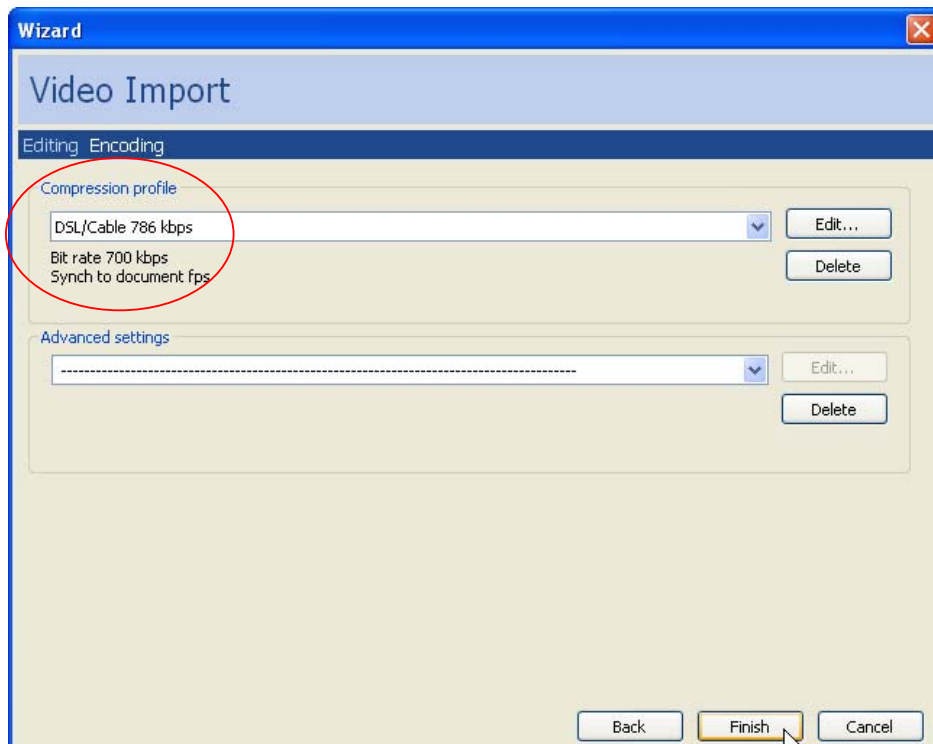 Wizard
Video Import
Editing Encoding
Compression profile
DSL/Cable 786 kbps
Edit...
Bit rate 700 kbps
Synch to document fps
Delete
Advanced settings
-----------------------------------------------------------------------------------------
Edit...
Delete
Back Finish Cancel